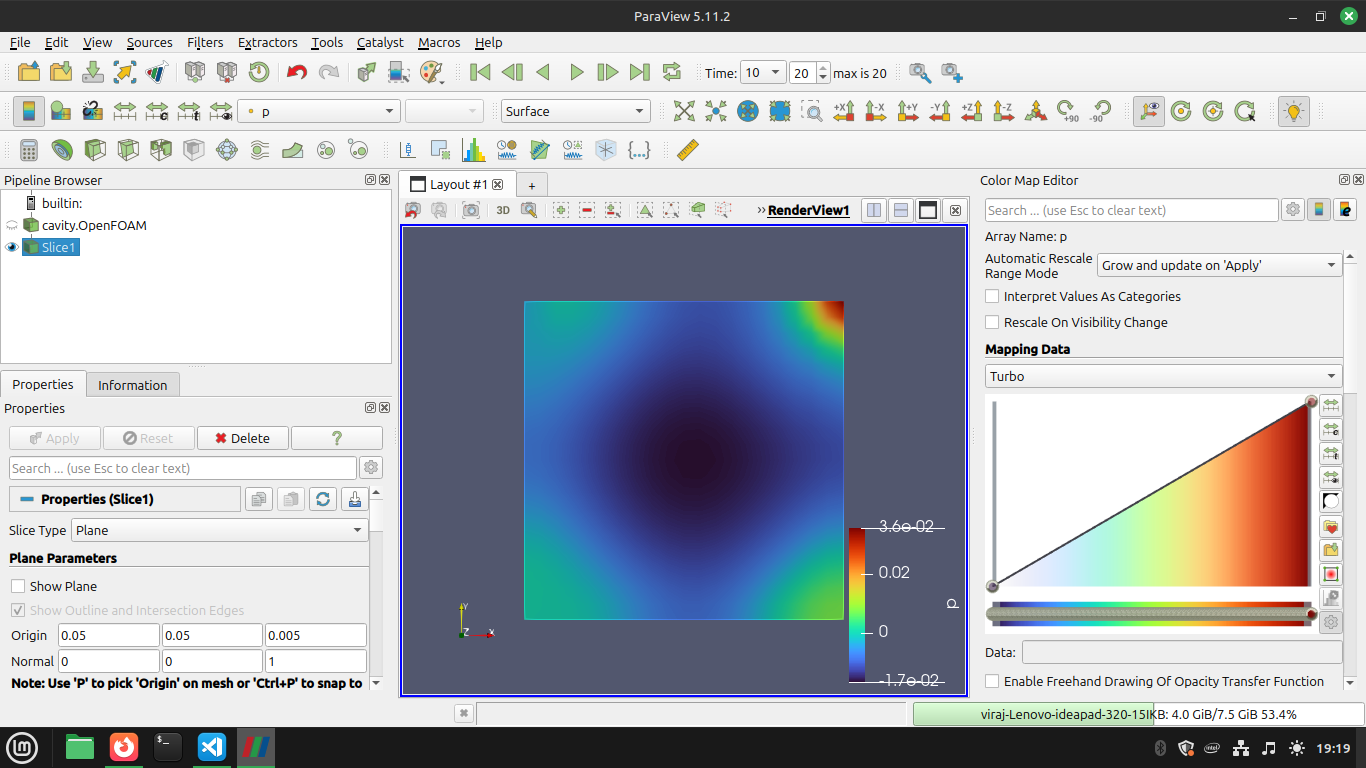 ParaView 5.11.2
File Edit View Sources Filters Extractors Tools Catalyst Macros Help
Time: 10 20 max is 20
p Surface +X -X +Y -Y +Z -Z +90 -90
Pipeline Browser
builtin:
cavity.OpenFOAM
Slice1
Properties Information
Properties
Apply Reset Delete ?
Search ... (use Esc to clear text)
Properties (Slice1)
Slice Type Plane
Plane Parameters
Show Plane
Show Outline and Intersection Edges
Origin 0.05 0.05 0.005
Normal 0 0 1
Note: Use 'P' to pick 'Origin' on mesh or 'Ctrl+P' to snap to
Layout #1 +
3D RenderView1
3.6e-02
0.02
0
-1.7e-02
p
Y
Z X
Color Map Editor
Search ... (use Esc to clear text)
Array Name: p
Automatic Rescale
Range Mode
Grow and update on 'Apply'
Interpret Values As Categories
Rescale On Visibility Change
Mapping Data
Turbo
Data:
Enable Freehand Drawing Of Opacity Transfer Function
viraj-Lenovo-ideapad-320-15IKB: 4.0 GiB/7.5 GiB 53.4%
19:19